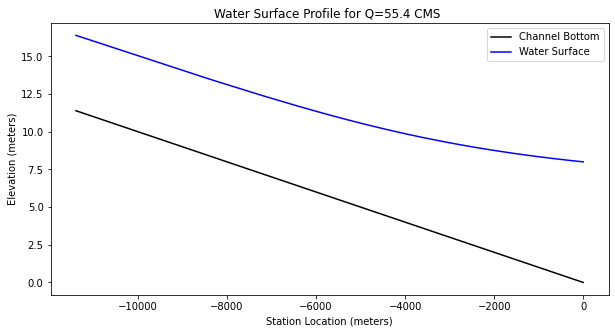 Water Surface Profile for Q=55.4 CMS
Channel Bottom
Water Surface
Elevation (meters)
15.0
12.5
10.0
7.5
5.0
2.5
0.0
−10000 −8000 −6000 −4000 −2000 0
Station Location (meters)